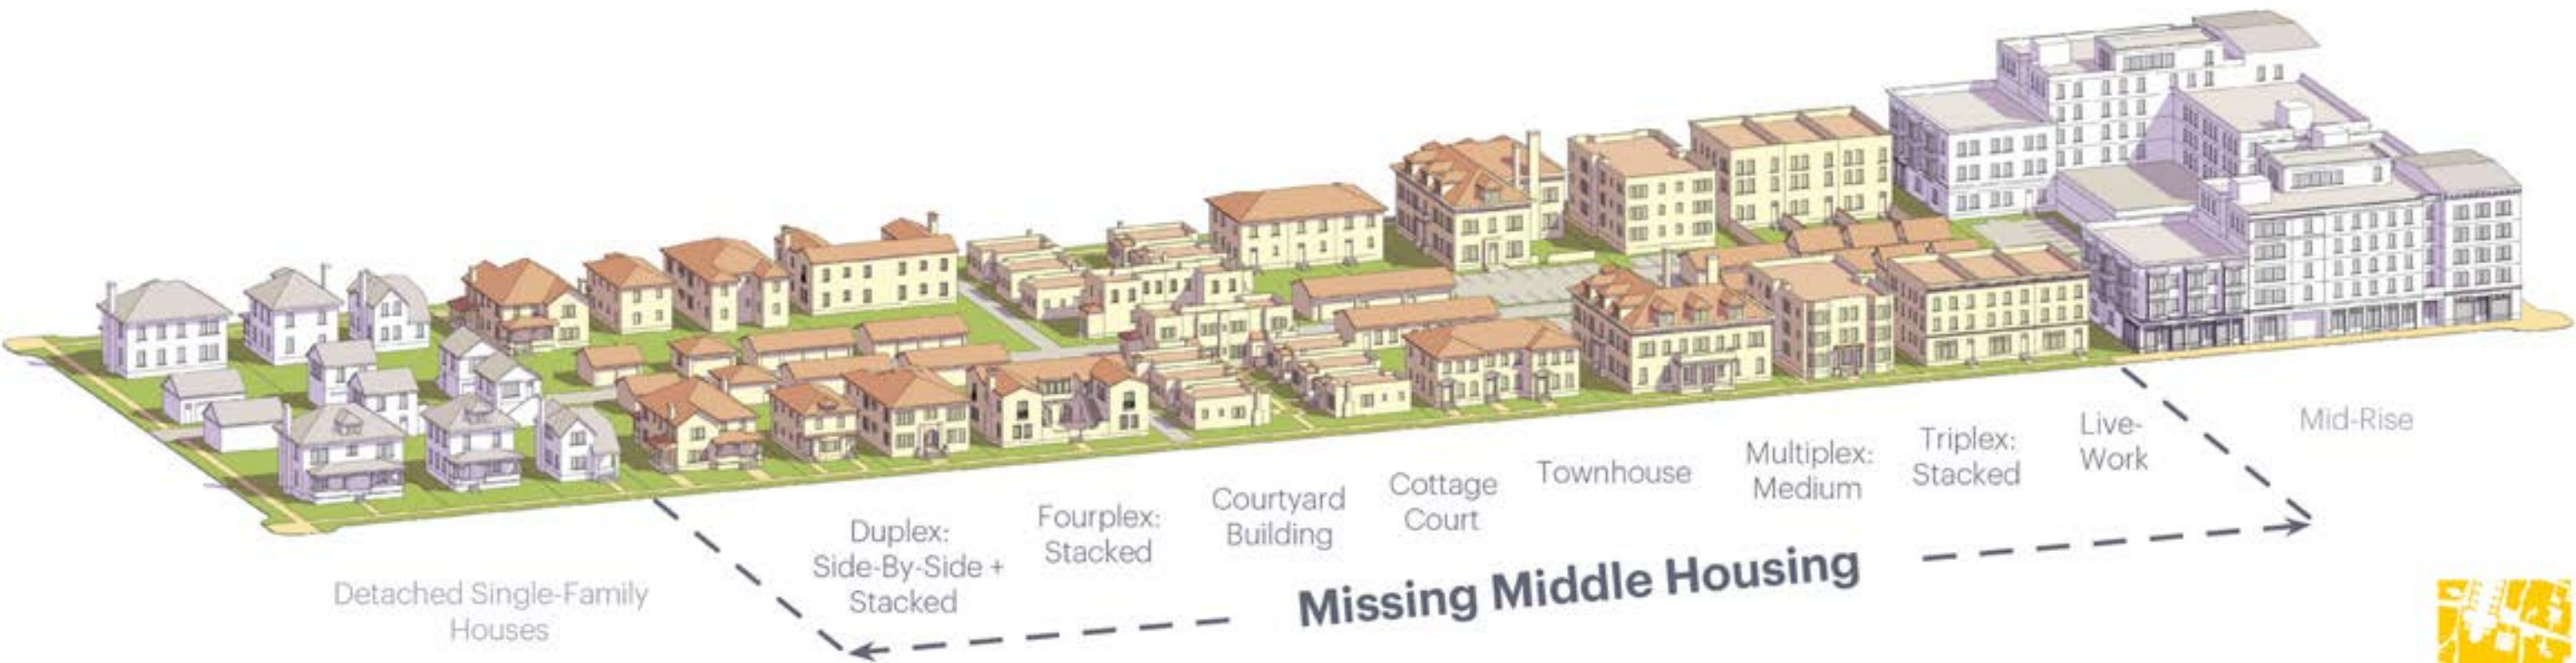 Detached Single-Family
Houses
Duplex:
Side-By-Side +
Stacked
Fourplex:
Stacked
Courtyard
Building
Cottage
Court
Townhouse
Multiplex:
Medium
Triplex:
Stacked
Live-
Work
Mid-Rise
Missing Middle Housing